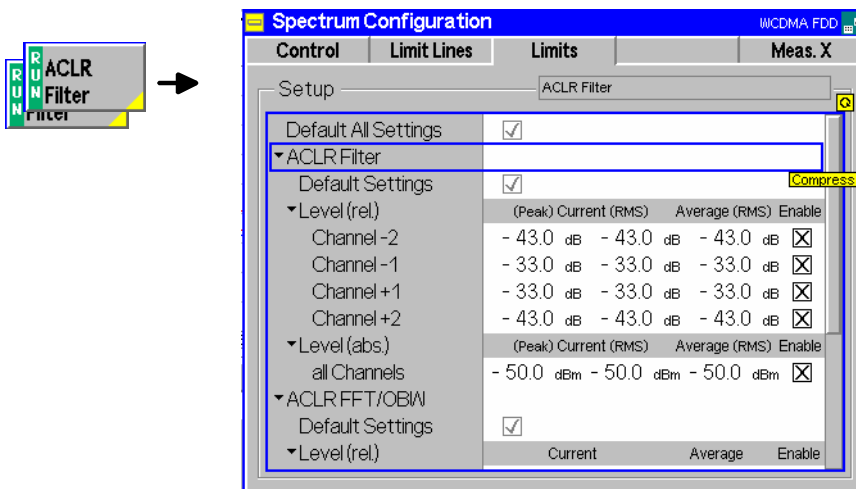 RUN
ACLR
Filter
RUN
Filter
Spectrum Configuration
WCDMA FDD
Control Limit Lines Limits Meas. X
Setup ACLR Filter
Default All Settings
ACLR Filter
Compress
Default Settings
Level (rel.) (Peak) Current (RMS) Average (RMS) Enable
Channel -2 - 43.0 dB - 43.0 dB - 43.0 dB
Channel -1 - 33.0 dB - 33.0 dB - 33.0 dB
Channel +1 - 33.0 dB - 33.0 dB - 33.0 dB
Channel +2 - 43.0 dB - 43.0 dB - 43.0 dB
Level (abs.) (Peak) Current (RMS) Average (RMS) Enable
all Channels - 50.0 dBm - 50.0 dBm - 50.0 dBm
ACLR FFT/OBW
Default Settings
Level (rel.) Current Average Enable